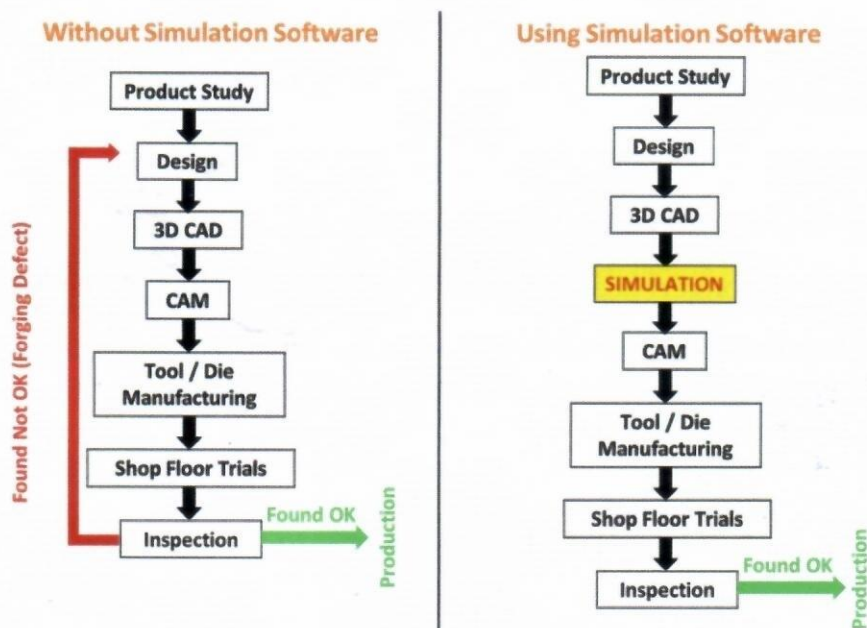 Without Simulation Software
Product Study
Design
3D CAD
CAM
Tool / Die
Manufacturing
Shop Floor Trials
Inspection
Found OK
Production
Found Not OK (Forging Defect)
Using Simulation Software
Product Study
Design
3D CAD
SIMULATION
CAM
Tool / Die
Manufacturing
Shop Floor Trials
Inspection
Found OK
Production